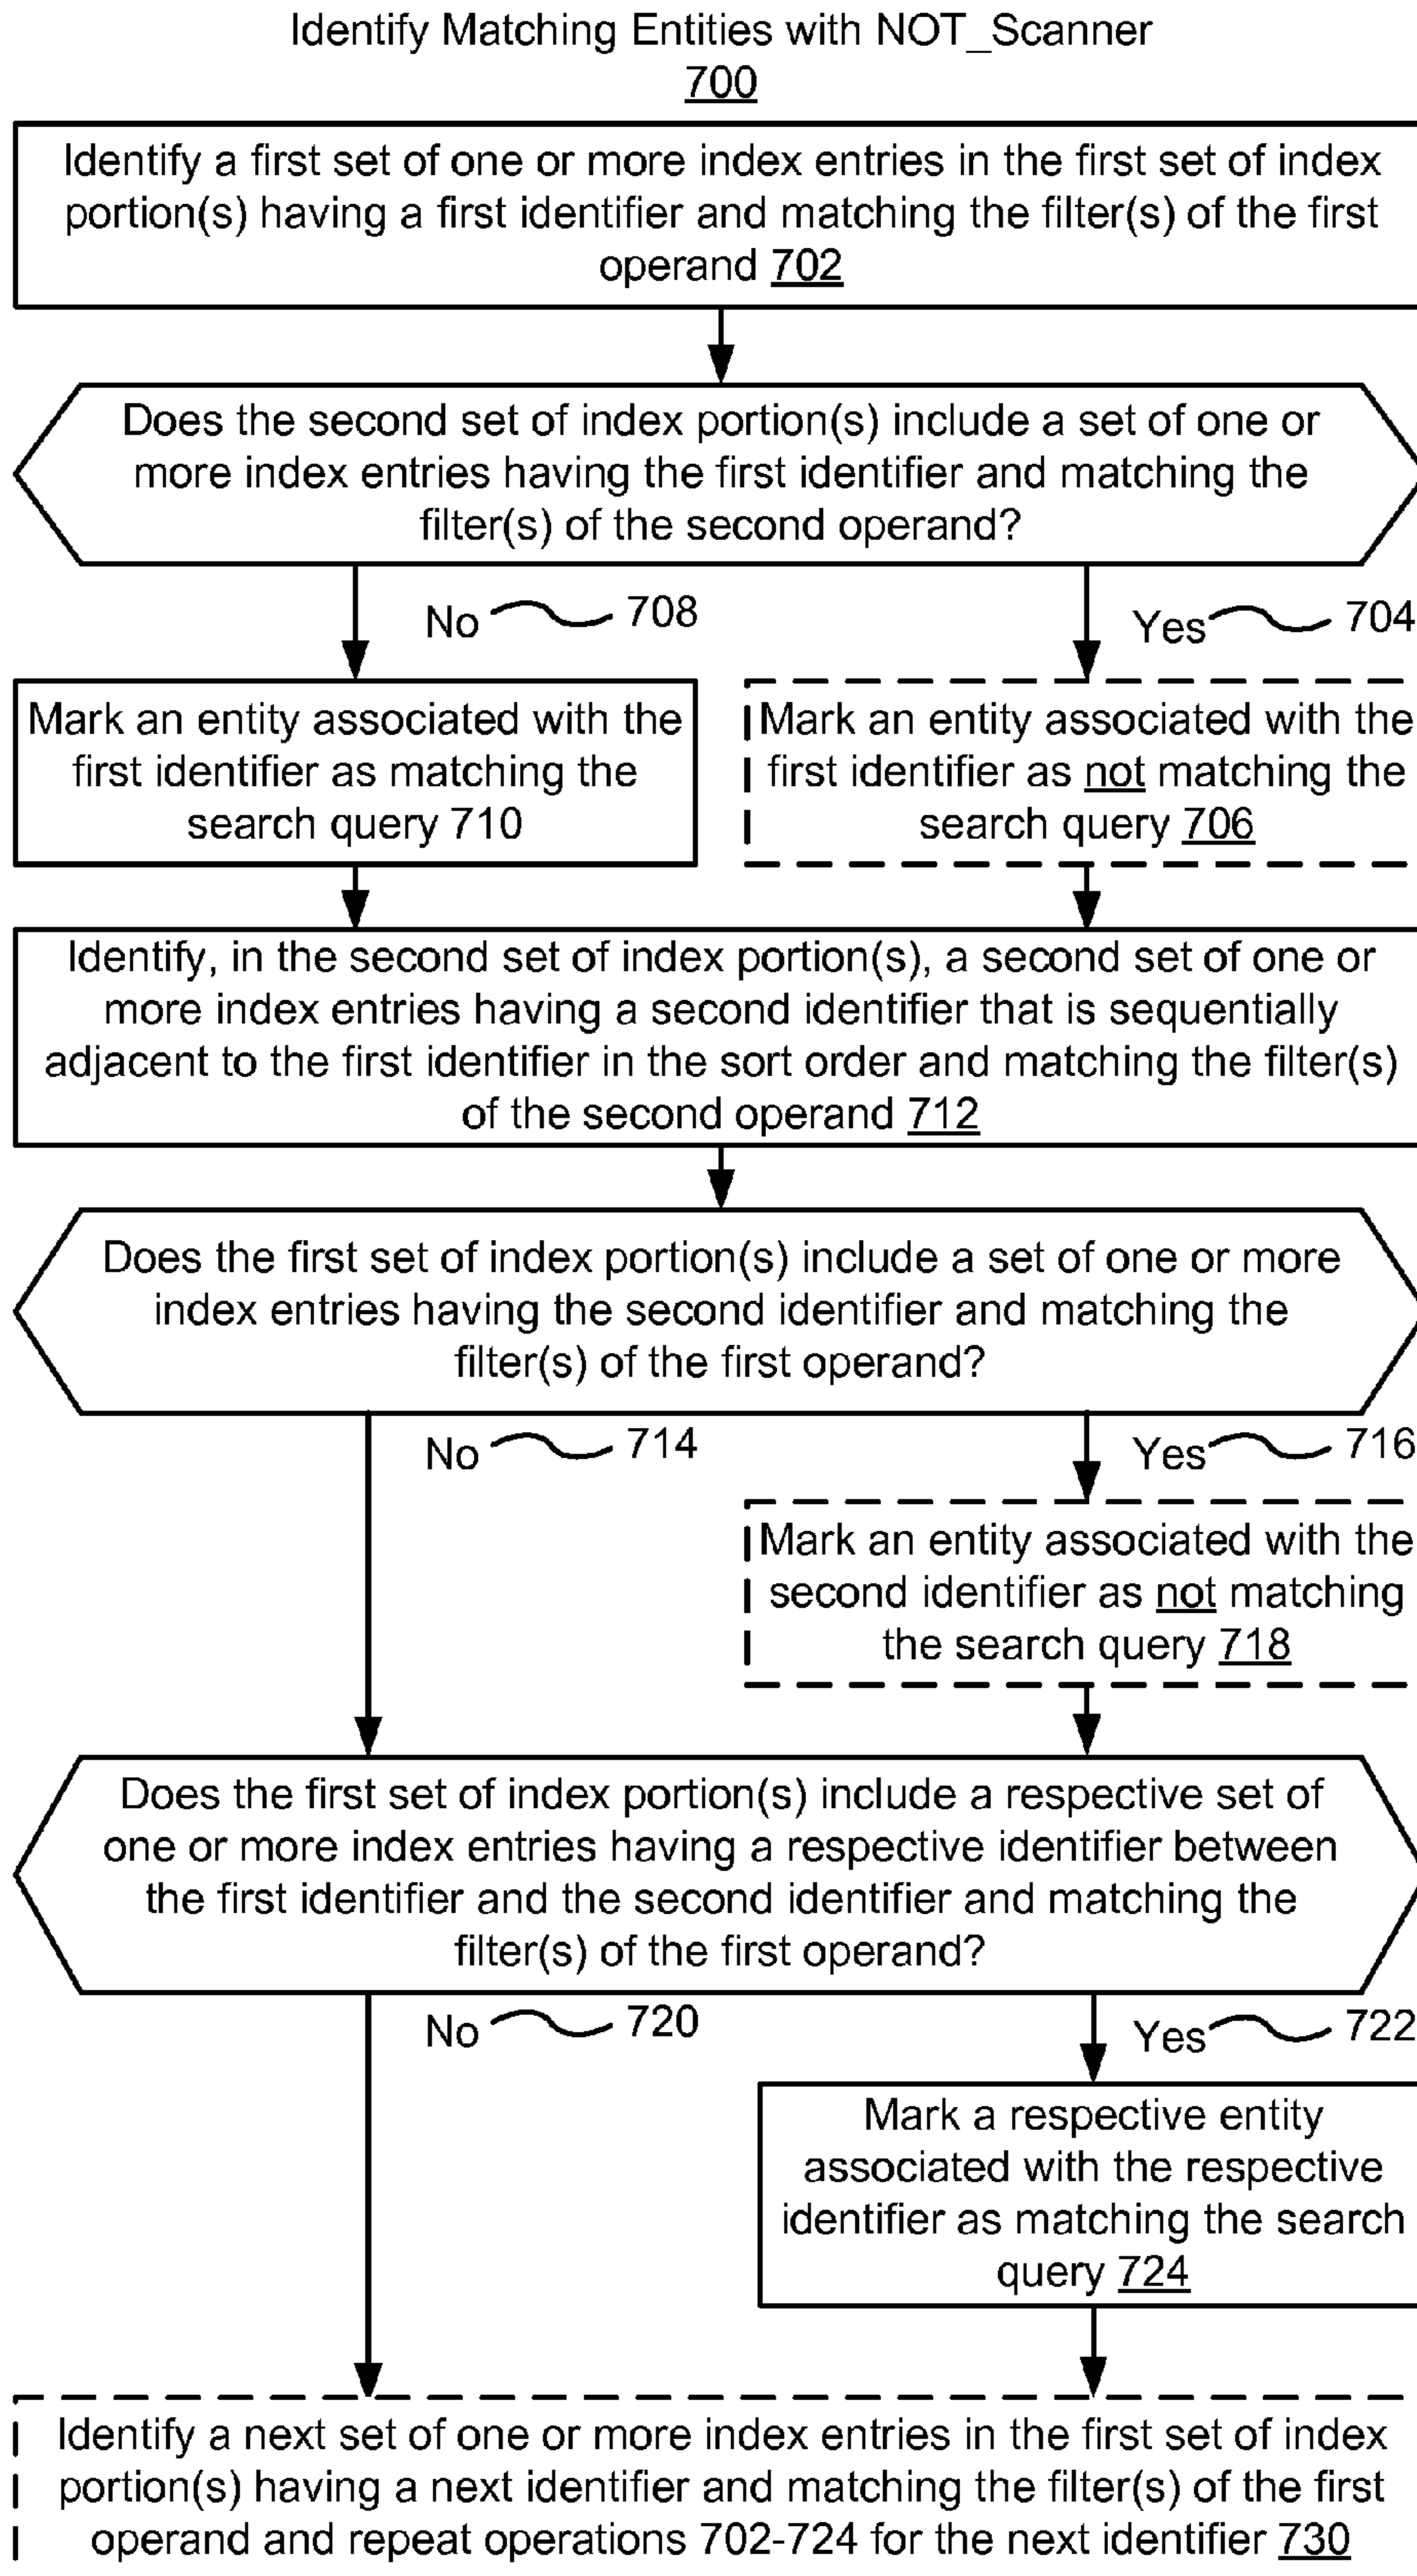 Identify Matching Entities with NOT_Scanner
700
Identify a first set of one or more index entries in the first set of index
portion(s) having a first identifier and matching the filter(s) of the first
operand 702
Does the second set of index portion(s) include a set of one or
more index entries having the first identifier and matching the
filter(s) of the second operand?
No 708
Yes 704
Mark an entity associated with the
first identifier as matching the
search query 710
Mark an entity associated with the
first identifier as not matching the
search query 706
Identify, in the second set of index portion(s), a second set of one or
more index entries having a second identifier that is sequentially
adjacent to the first identifier in the sort order and matching the filter(s)
of the second operand 712
Does the first set of index portion(s) include a set of one or more
index entries having the second identifier and matching the
filter(s) of the first operand?
No 714
Yes 716
Mark an entity associated with the
second identifier as not matching
the search query 718
Does the first set of index portion(s) include a respective set of
one or more index entries having a respective identifier between
the first identifier and the second identifier and matching the
filter(s) of the first operand?
No 720
Yes 722
Mark a respective entity
associated with the respective
identifier as matching the search
query 724
Identify a next set of one or more index entries in the first set of index
portion(s) having a next identifier and matching the filter(s) of the first
operand and repeat operations 702-724 for the next identifier 730